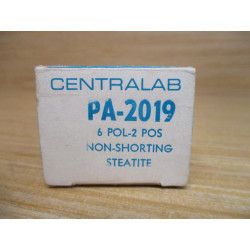 CENTRALAB
PA-2019
6 POL-2 POS
NON-SHORTING
STEATITE